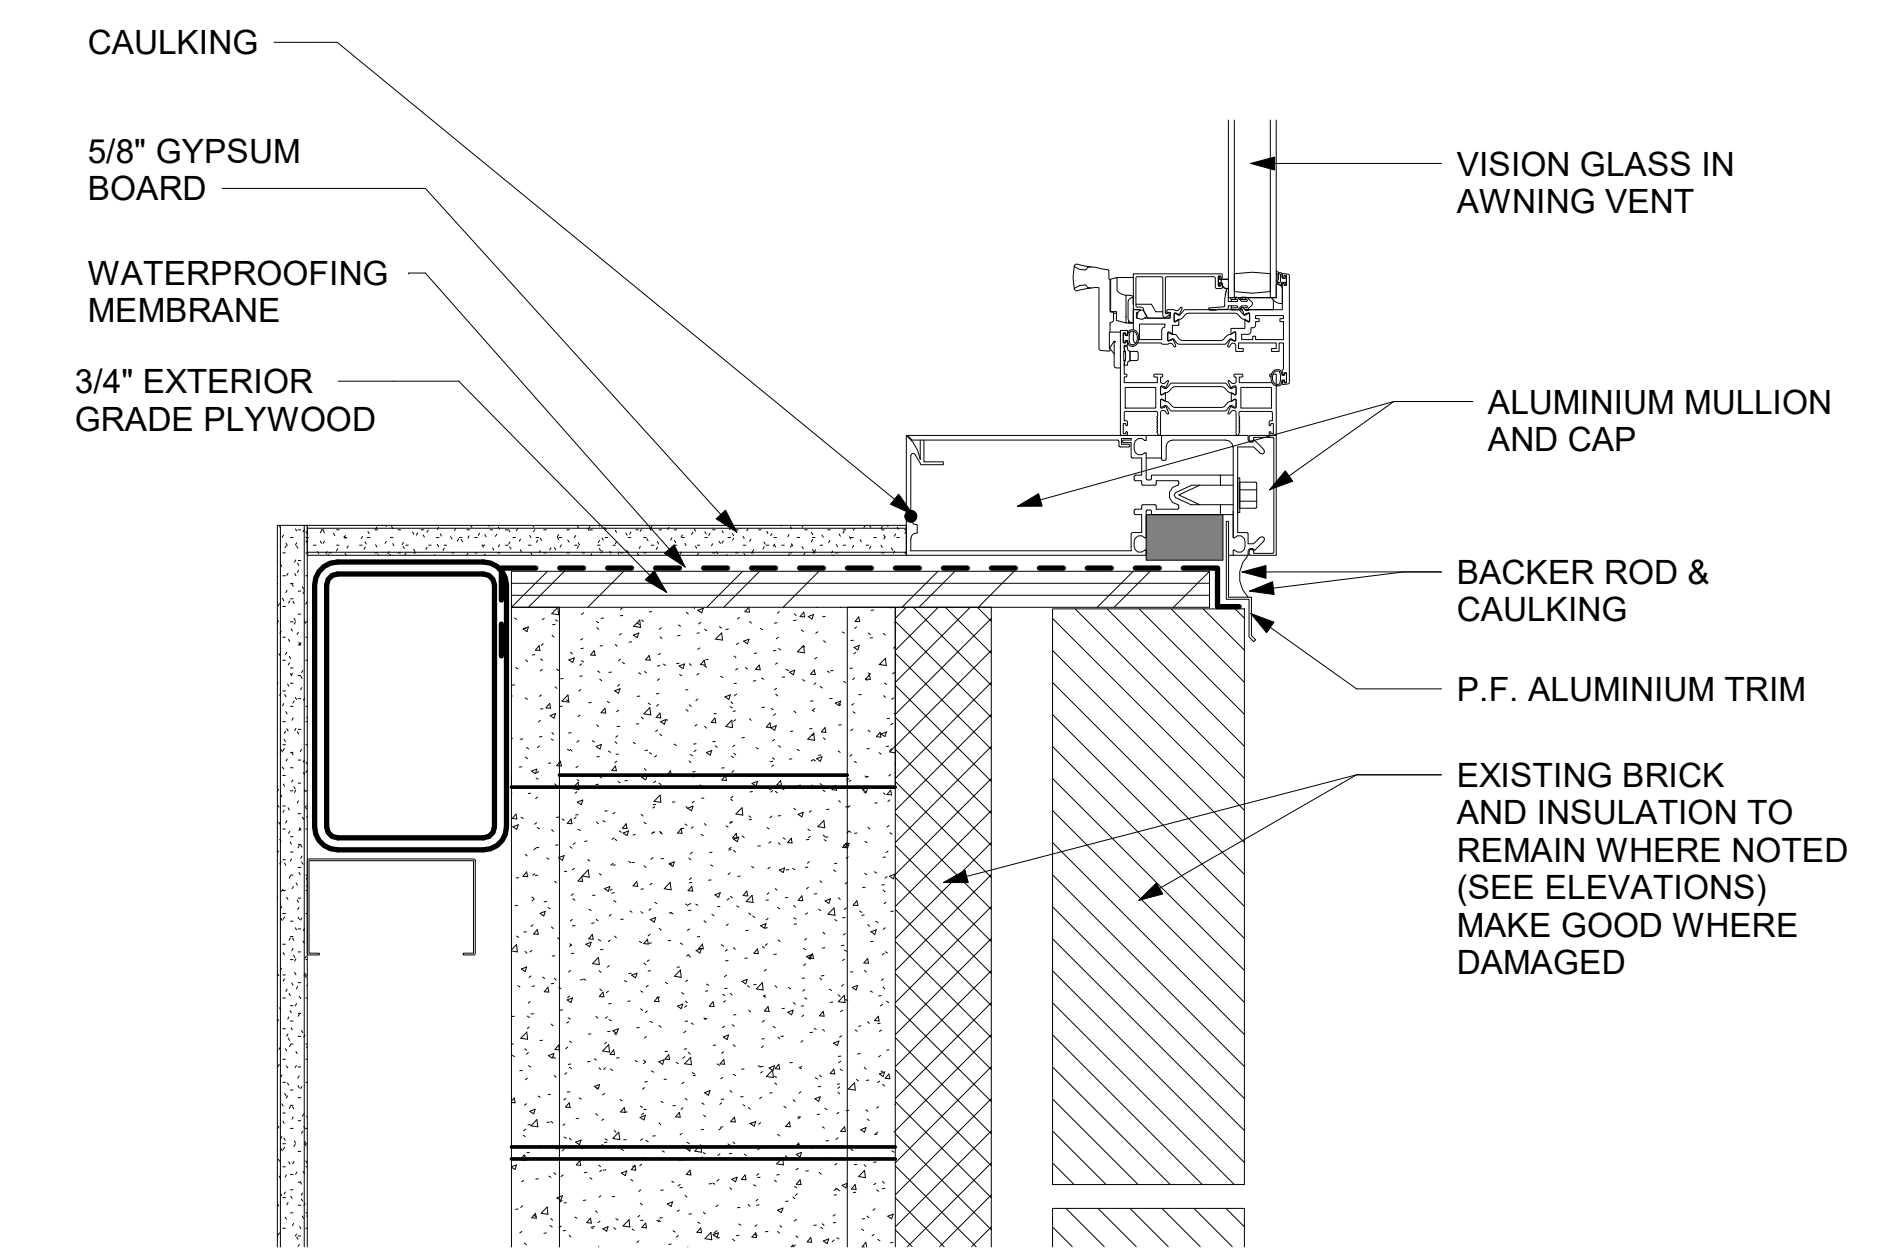 CAULKING
5/8" GYPSUM
BOARD
WATERPROOFING
MEMBRANE
3/4" EXTERIOR
GRADE PLYWOOD
VISION GLASS IN
AWNING VENT
ALUMINIUM MULLION
AND CAP
BACKER ROD &
CAULKING
P.F. ALUMINIUM TRIM
EXISTING BRICK
AND INSULATION TO
REMAIN WHERE NOTED
(SEE ELEVATIONS)
MAKE GOOD WHERE
DAMAGED